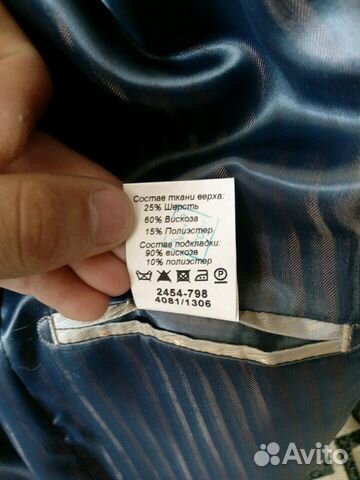 Состав ткани верха:
25% Шерсть
60% Вискоза
15% Полиэстер
Состав подкладки:
90% вискоза
10% полиэстер
2454-798
4081/1306
Avito